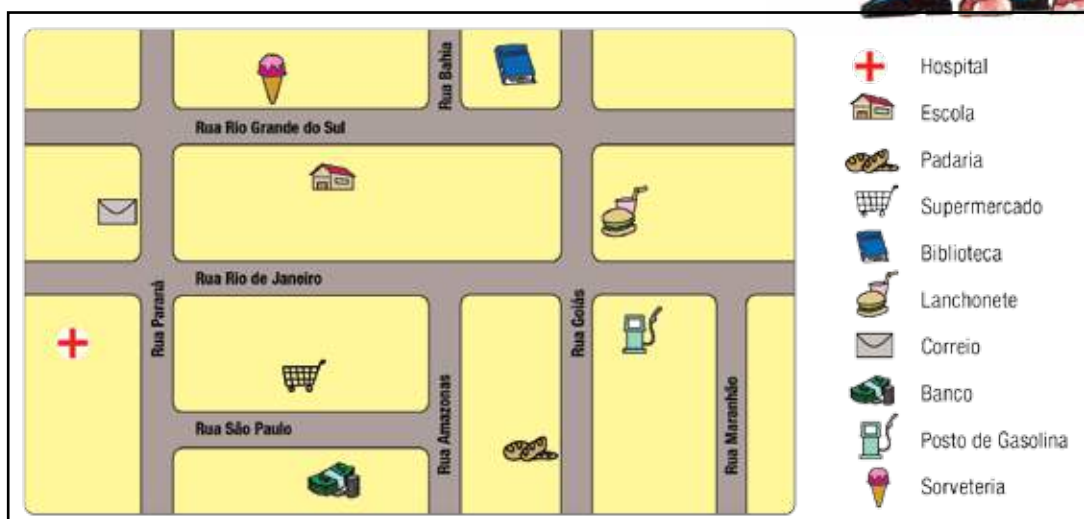 Rua Bahia
Rua Rio Grande do Sul
Rua Rio de Janeiro
Rua Paraná
Rua Goiás
Rua São Paulo
Rua Amazonas
Rua Maranhão
Hospital
Escola
Padaria
Supermercado
Biblioteca
Lanchonete
Correio
Banco
Posto de Gasolina
Sorveteria